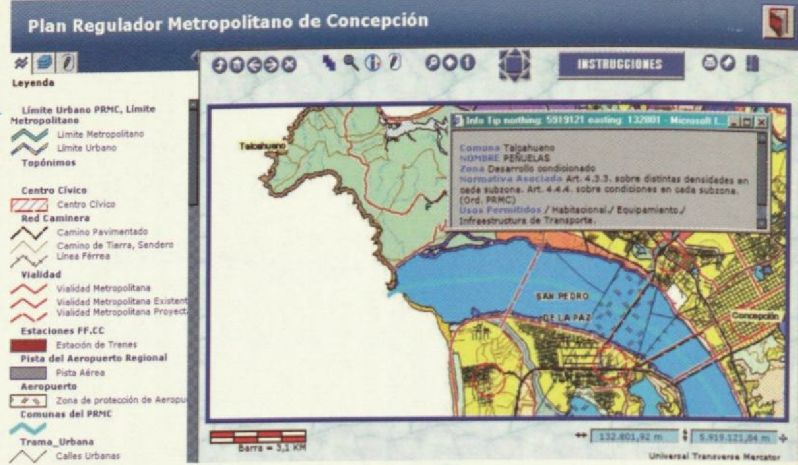 Plan Regulador Metropolitano de Concepción
INSTRUCCIONES
Leyenda
Límite Urbano PRMC, Límite
Metropolitano
Límite Metropolitano
Límite Urbano
Topónimos
Centro Cívico
Centro Cívico
Red Caminera
Camino Pavimentado
Camino de Tierra, Sendero
Línea Férrea
Vialidad
Vialidad Metropolitana
Vialidad Metropolitana Existent
Vialidad Metropolitana Proyect
Estaciones FF.CC
Estación de Trenes
Pista del Aeropuerto Regional
Pista Aérea
Aeropuerto
Zona de protección de Aeropu
Comunas del PRMC
Trama_Urbana
Calles Urbanas
Talcahuano
Info Tip northing: 5919121 easting: 132801 - Microsoft I...
Comuna Talcahuano
NOMBRE PEÑUELAS
Zona Desarrollo condicionado
Normativa Asociada Art. 4.3.3. sobre distintas densidades en
cada subzona. Art. 4.4.4. sobre condiciones en cada subzona.
(Ord. PRMC)
Usos Permitidos / Habitacional / Equipamiento /
Infraestructura de Transporte.
SAN PEDRO
DE LA PAZ
Concepción
Barra = 3,1 KM
132.801,92 m
5.919.121,84 m
Universal Transverse Mercator